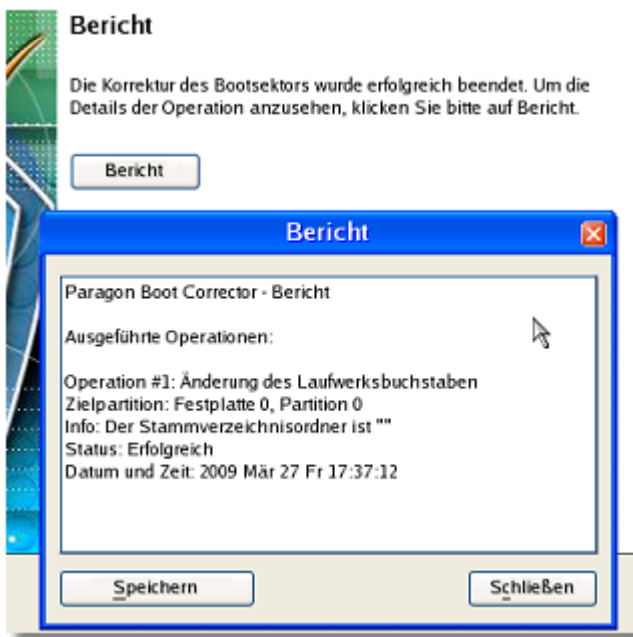 Bericht
Die Korrektur des Bootsektors wurde erfolgreich beendet. Um die
Details der Operation anzusehen, klicken Sie bitte auf Bericht.
Bericht
Bericht
Paragon Boot Corrector - Bericht
Ausgeführte Operationen:
Operation #1: Änderung des Laufwerksbuchstaben
Zielpartition: Festplatte 0, Partition 0
Info: Der Stammverzeichnisordner ist ""
Status: Erfolgreich
Datum und Zeit: 2009 Mär 27 Fr 17:37:12
Speichern
Schließen